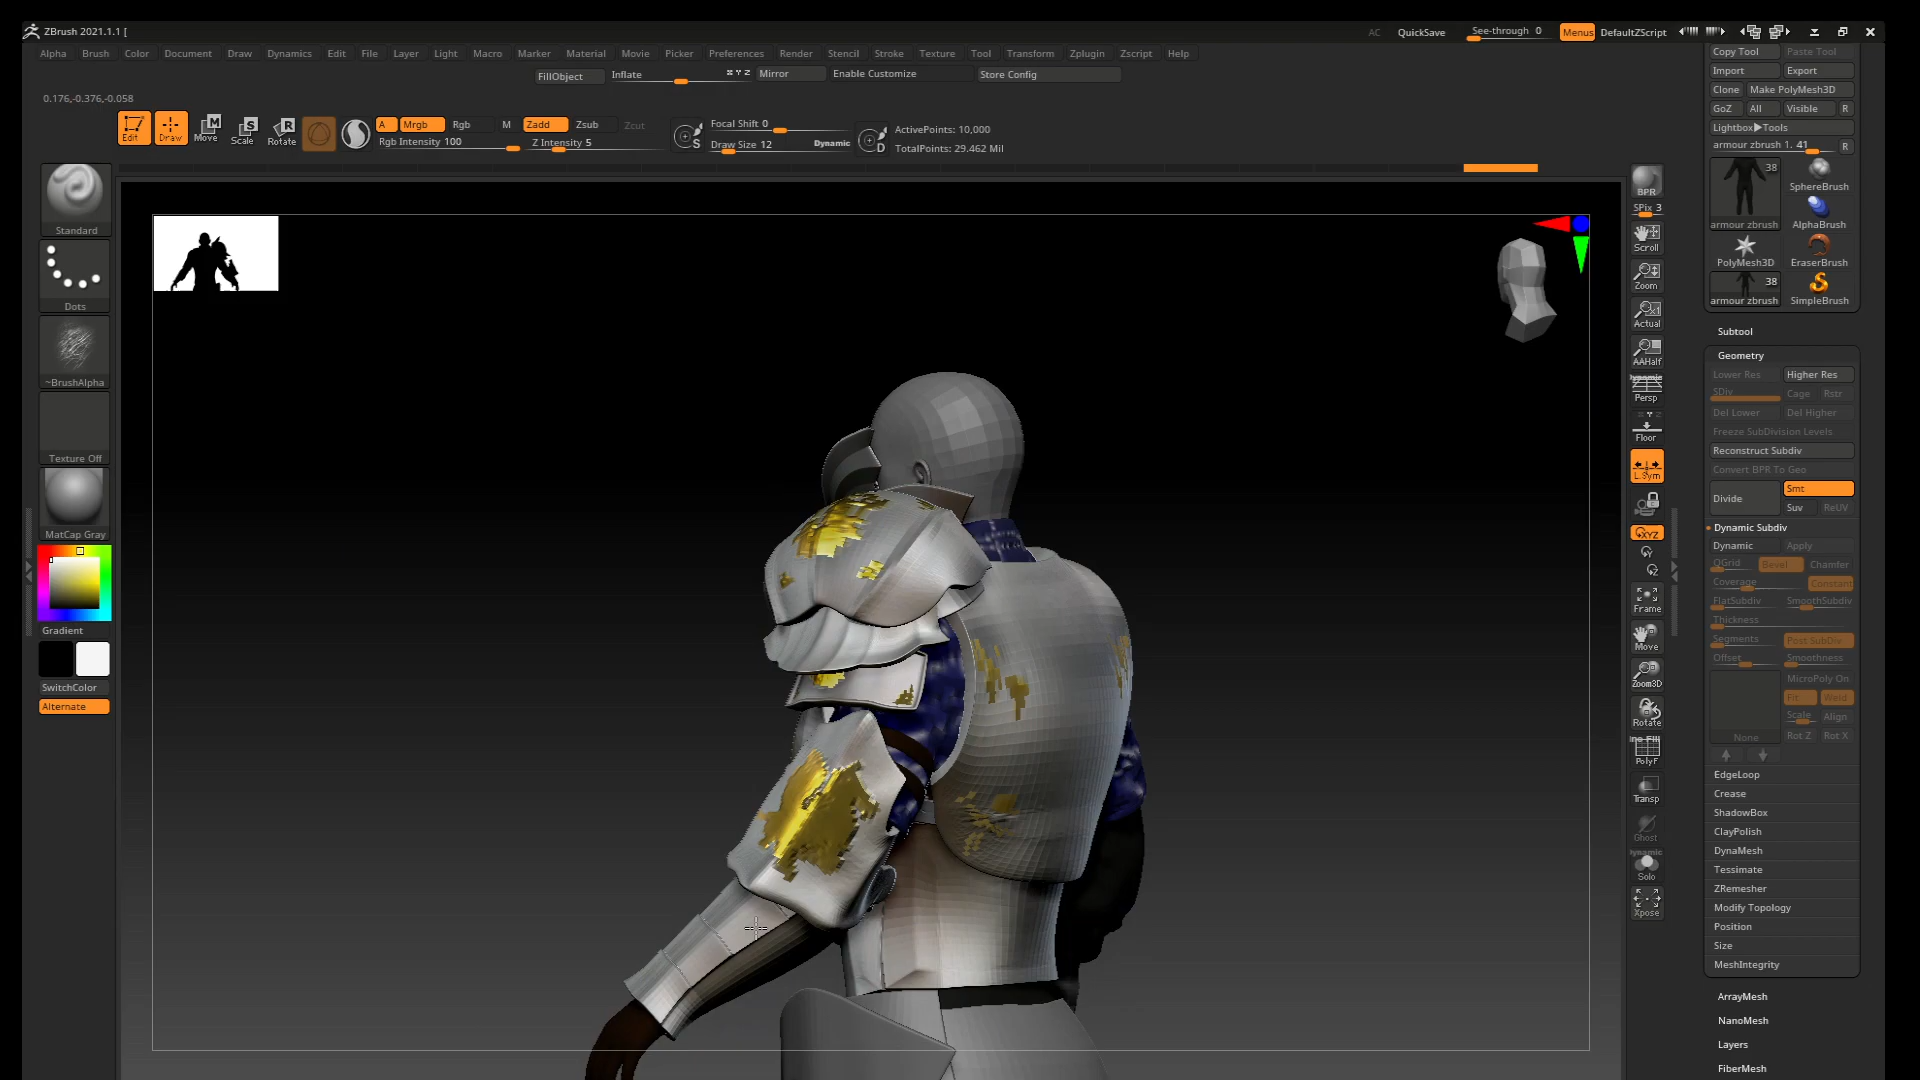 ZBrush 2021.1.1 [
AC QuickSave See-through 0 Menus DefaultZScript
Alpha Brush Color Document Draw Dynamics Edit File Layer Light Macro Marker Material Movie Picker Preferences Render Stencil Stroke Texture Tool Transform Zplugin Zscript Help
FillObject Inflate X Y Z Mirror Enable Customize Store Config
0.176,-0.376,-0.058
Edit Draw Move Scale Rotate
A Mrgb Rgb M Zadd Zsub Zcut
Rgb Intensity 100 Z Intensity 5
Focal Shift 0
Draw Size 12 Dynamic
ActivePoints: 10,000
TotalPoints: 29.462 Mil
Standard
Dots
~BrushAlpha
Texture Off
MatCap Gray
Gradient
SwitchColor
Alternate
BPR
SPix 3
Scroll
Zoom
Actual
AAHalf
Dynamic
Persp
Floor
L.Sym
XYZ
Y
Z
Frame
Move
Zoom3D
Rotate
PolyF
Transp
Ghost
Dynamic
Solo
Xpose
Copy Tool Paste Tool
Import Export
Clone Make PolyMesh3D
GoZ All Visible R
Lightbox▶Tools
armour zbrush 1. 41 R
38
SphereBrush
armour zbrush AlphaBrush
PolyMesh3D EraserBrush
38
armour zbrush SimpleBrush
Subtool
Geometry
Lower Res Higher Res
SDiv Cage Rstr
Del Lower Del Higher
Freeze SubDivision Levels
Reconstruct Subdiv
Convert BPR To Geo
Divide Smt
Suv ReUV
Dynamic Subdiv
Dynamic Apply
QGrid Bevel Chamfer
Coverage Constant
FlatSubdiv SmoothSubdiv
Thickness
Segments Post SubDiv
Offset Smoothness
MicroPoly On
Fit Weld
Scale Align
None Rot Z Rot X
EdgeLoop
Crease
ShadowBox
ClayPolish
DynaMesh
Tessimate
ZRemesher
Modify Topology
Position
Size
MeshIntegrity
ArrayMesh
NanoMesh
Layers
FiberMesh